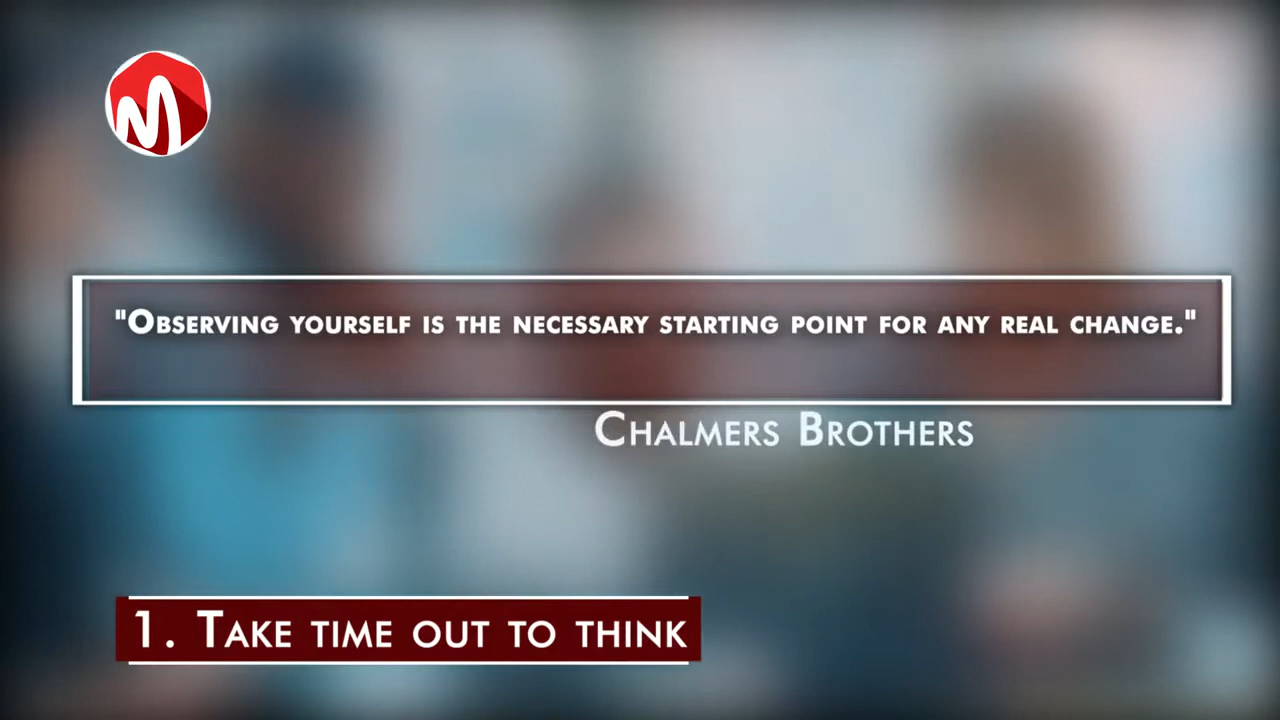 "Observing yourself is the necessary starting point for any real change."
Chalmers Brothers
1. Take time out to think